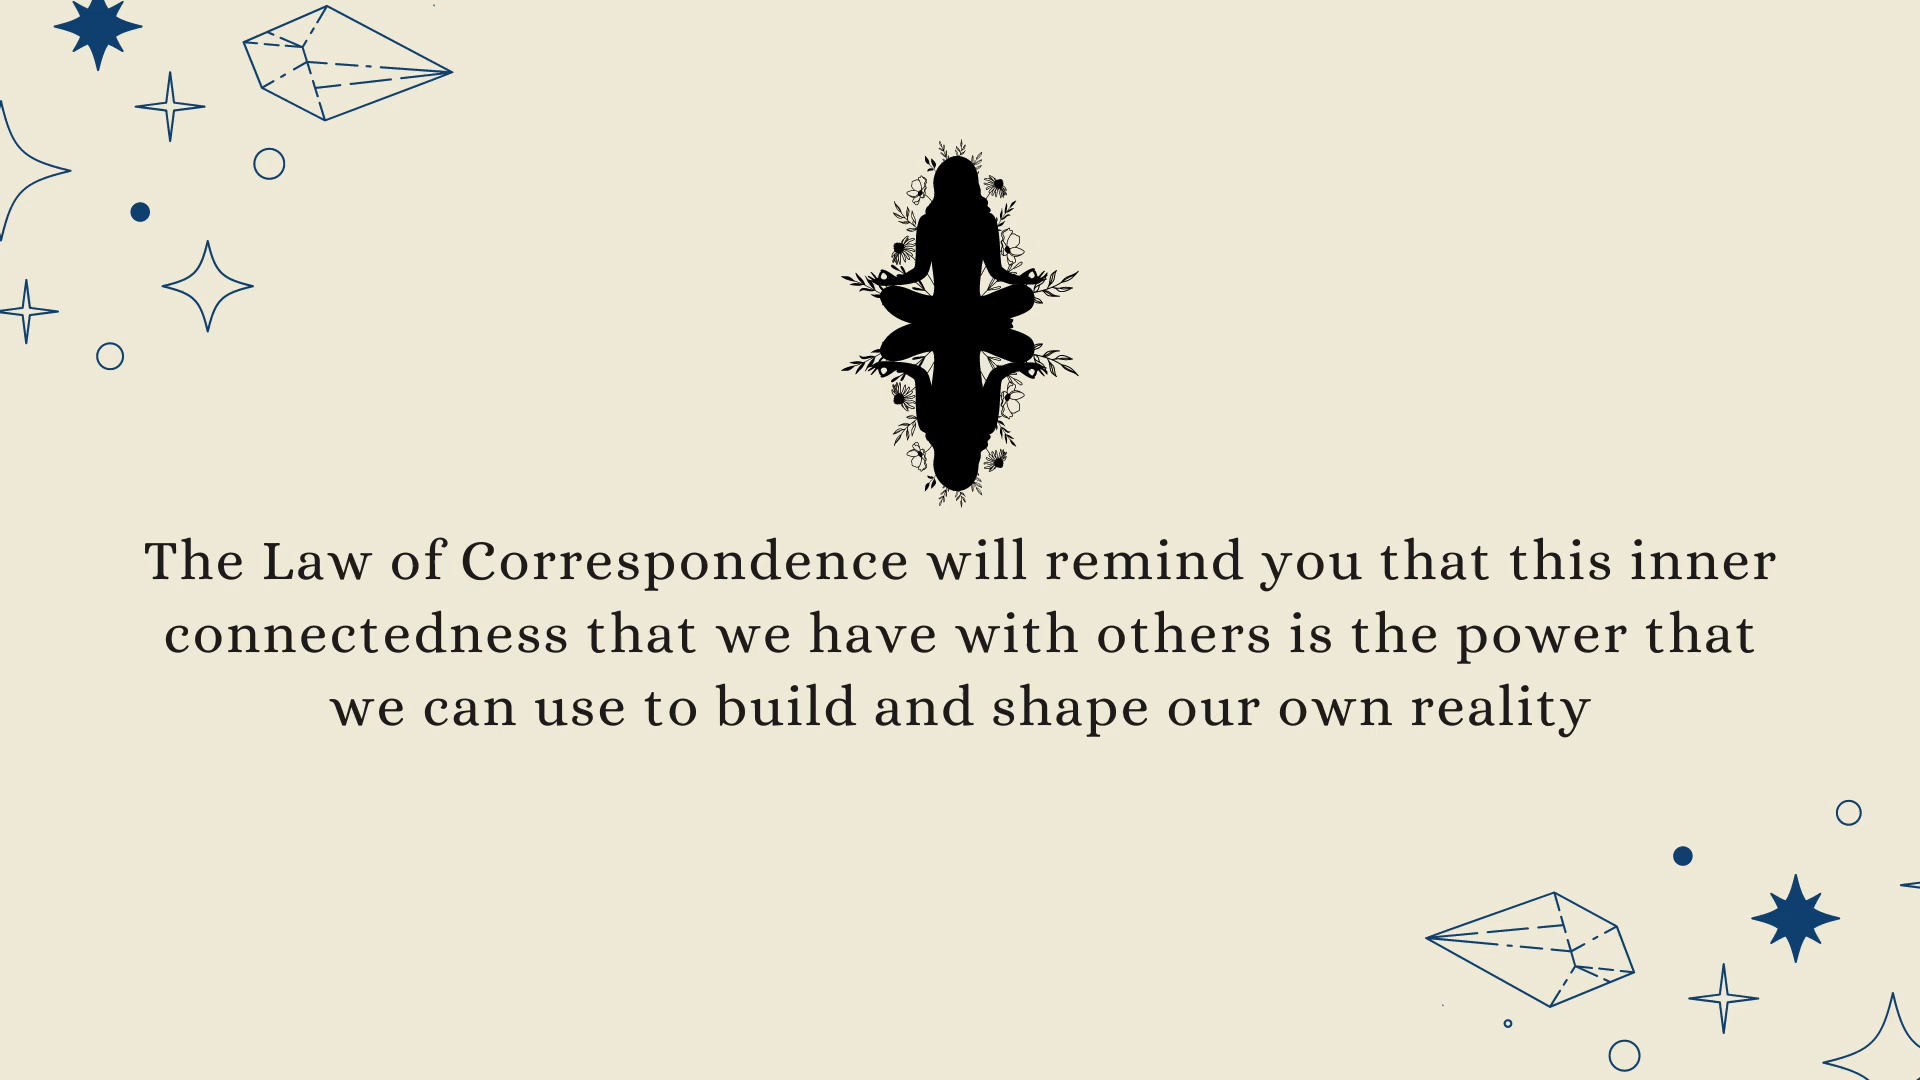 The Law of Correspondence will remind you that this inner
connectedness that we have with others is the power that
we can use to build and shape our own reality